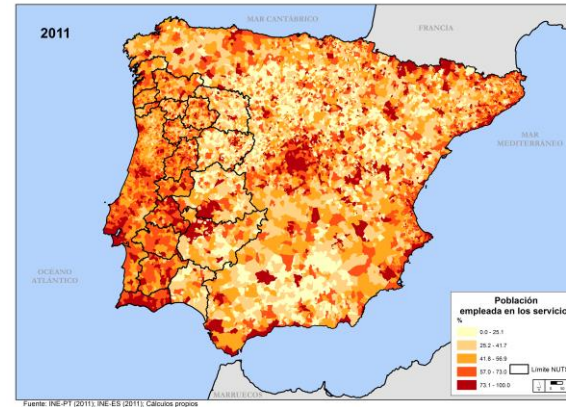 2011
MAR CANTÁBRICO
FRANCIA
MAR
MEDITERRÁNEO
OCÉANO
ATLÁNTICO
MARRUECOS
Población
empleada en los servicio
%
0.0 - 25.1
25.2 - 41.7
41.8 - 56.9
57.0 - 73.0
73.1 - 100.0
Límite NUT
Fuente: INE-PT (2011); INE-ES (2011); Cálculos propios